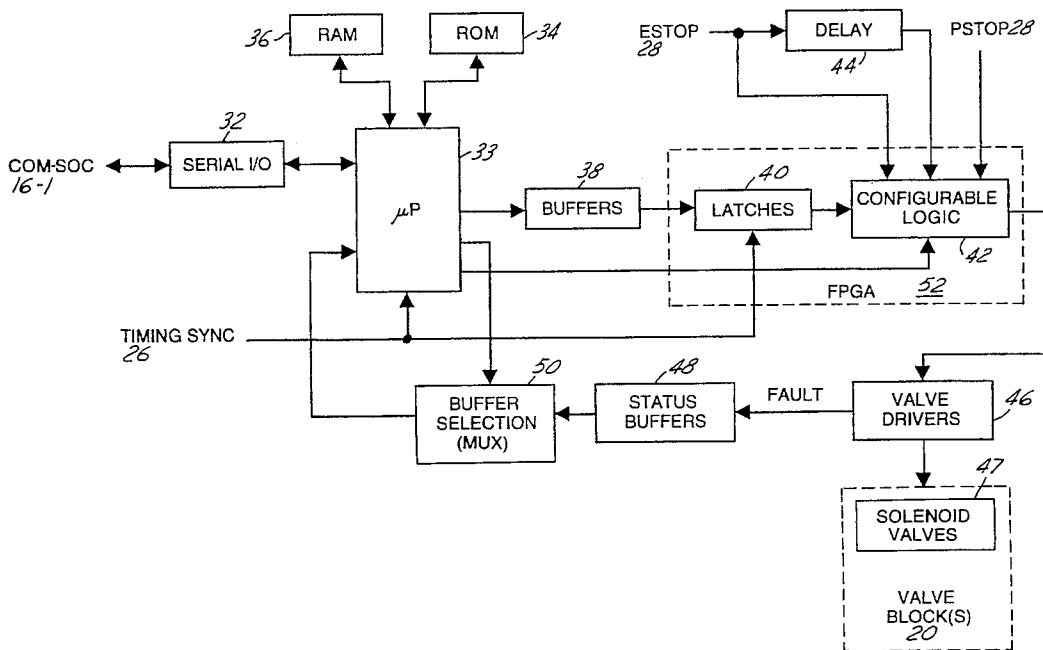 36
RAM
ROM
34
ESTOP
28
DELAY
44
PSTOP 28
COM-SOC
16-1
32
SERIAL I/O
33
µP
38
BUFFERS
40
LATCHES
CONFIGURABLE
LOGIC
42
FPGA
52
TIMING SYNC
26
50
BUFFER
SELECTION
(MUX)
48
STATUS
BUFFERS
FAULT
VALVE
DRIVERS
46
47
SOLENOID
VALVES
VALVE
BLOCK(S)
20